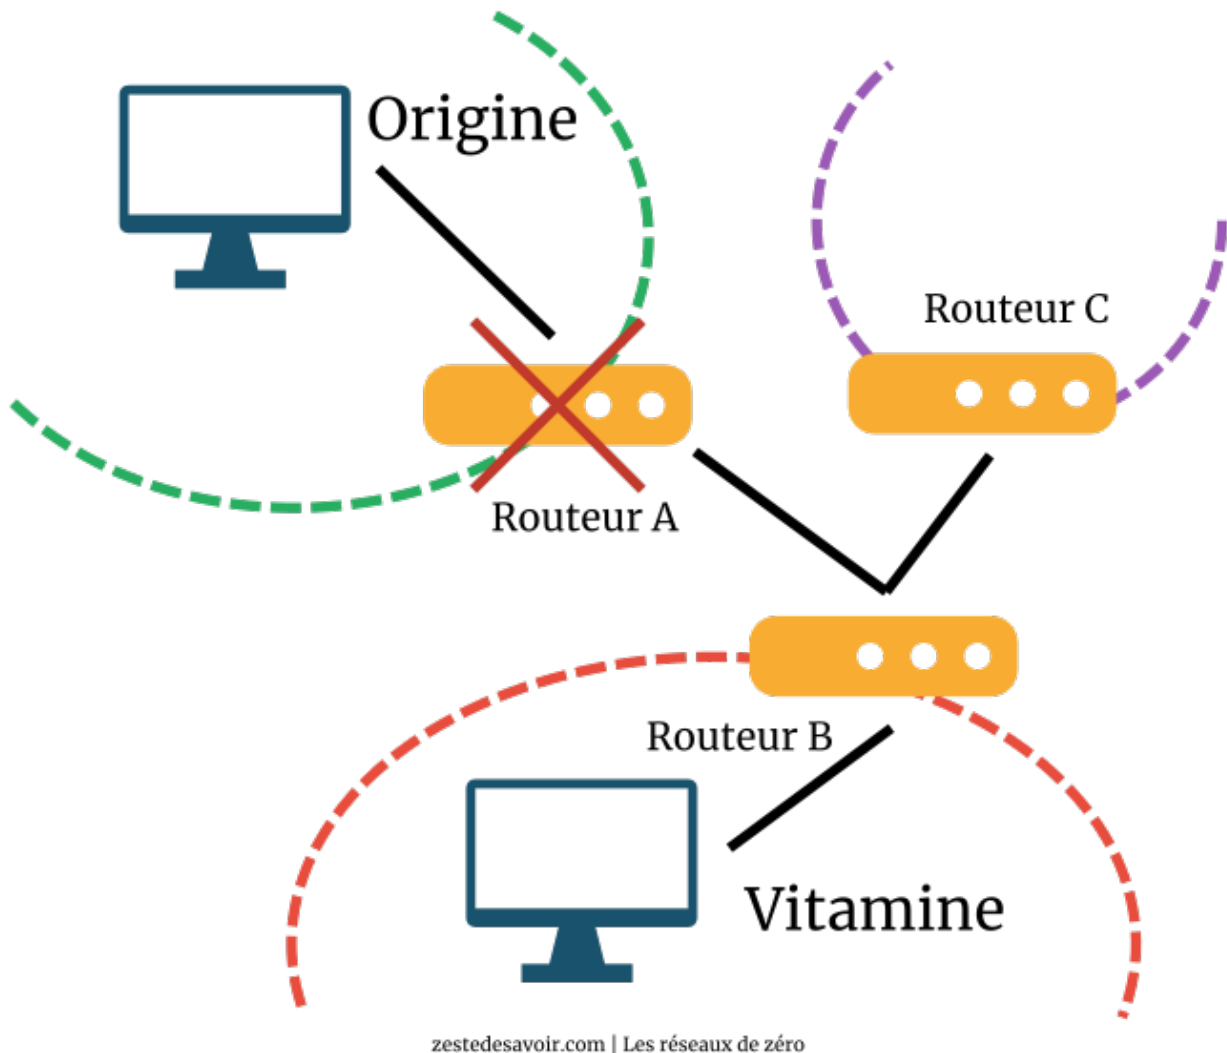 Origine
Routeur C
Routeur A
Routeur B
Vitamine
zestedesavoir.com | Les réseaux de zéro